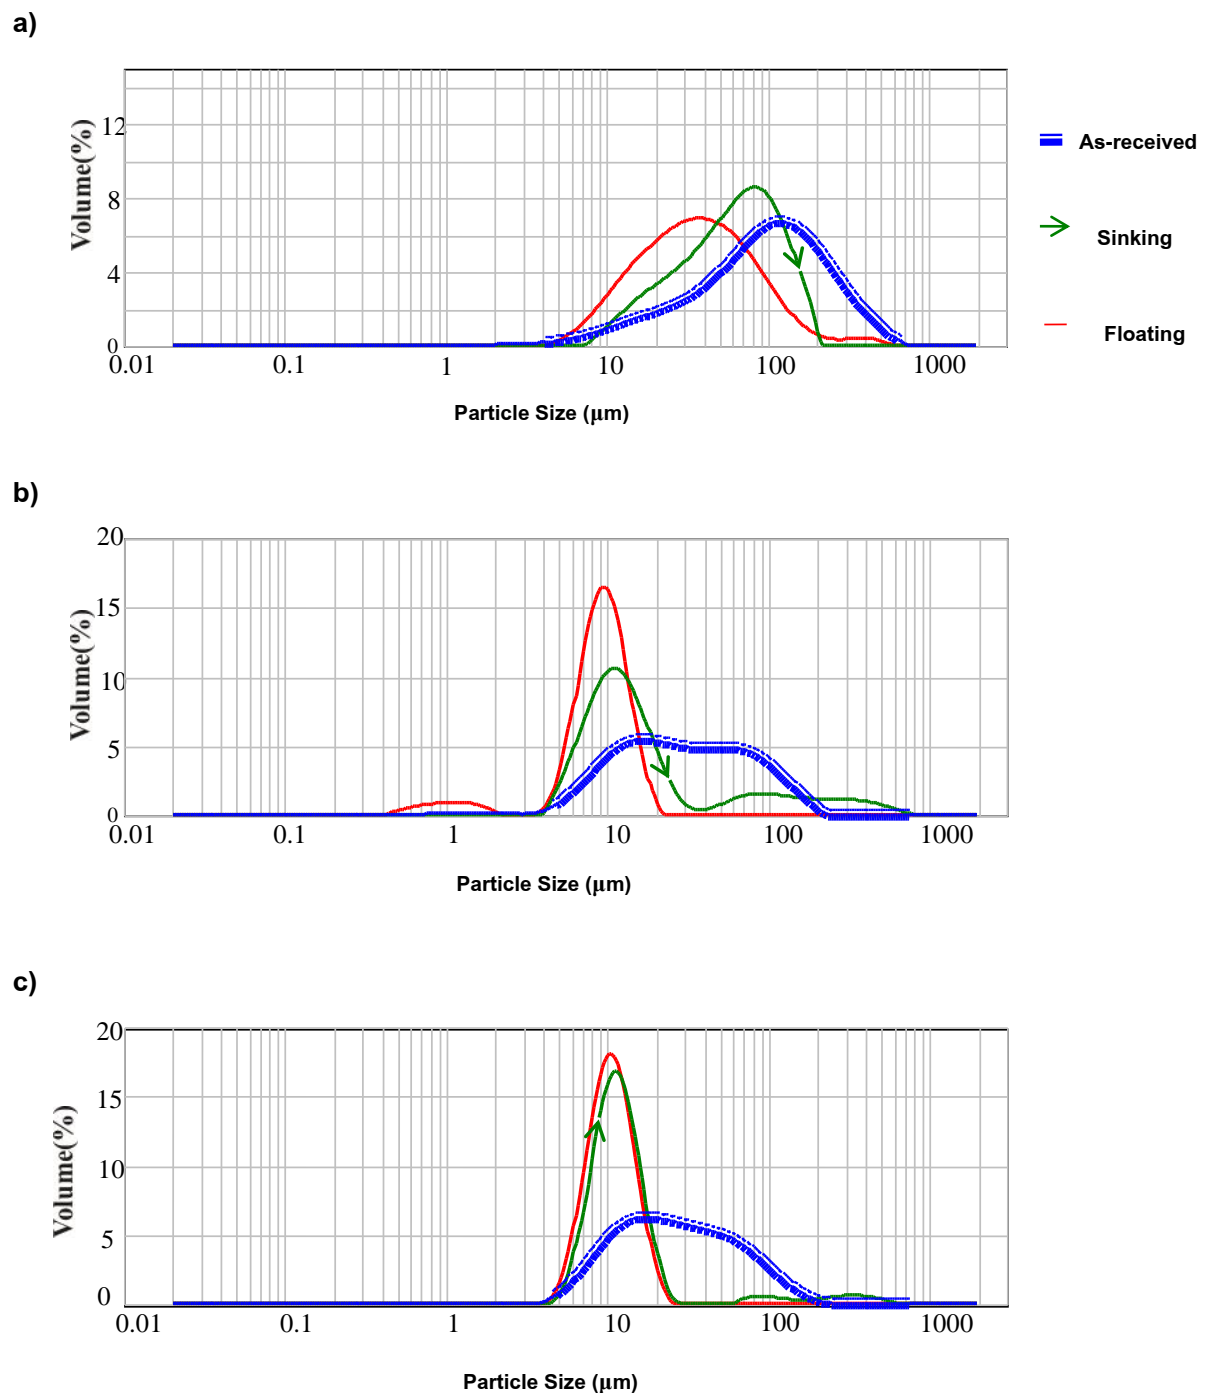 a)
12
8
4
0
Volume(%)
0.01 0.1 1 10 100 1000
Particle Size (μm)
As-received
Sinking
Floating
b)
20
15
10
5
0
Volume(%)
0.01 0.1 1 10 100 1000
Particle Size (μm)
c)
20
15
10
5
0
Volume(%)
0.01 0.1 1 10 100 1000
Particle Size (μm)